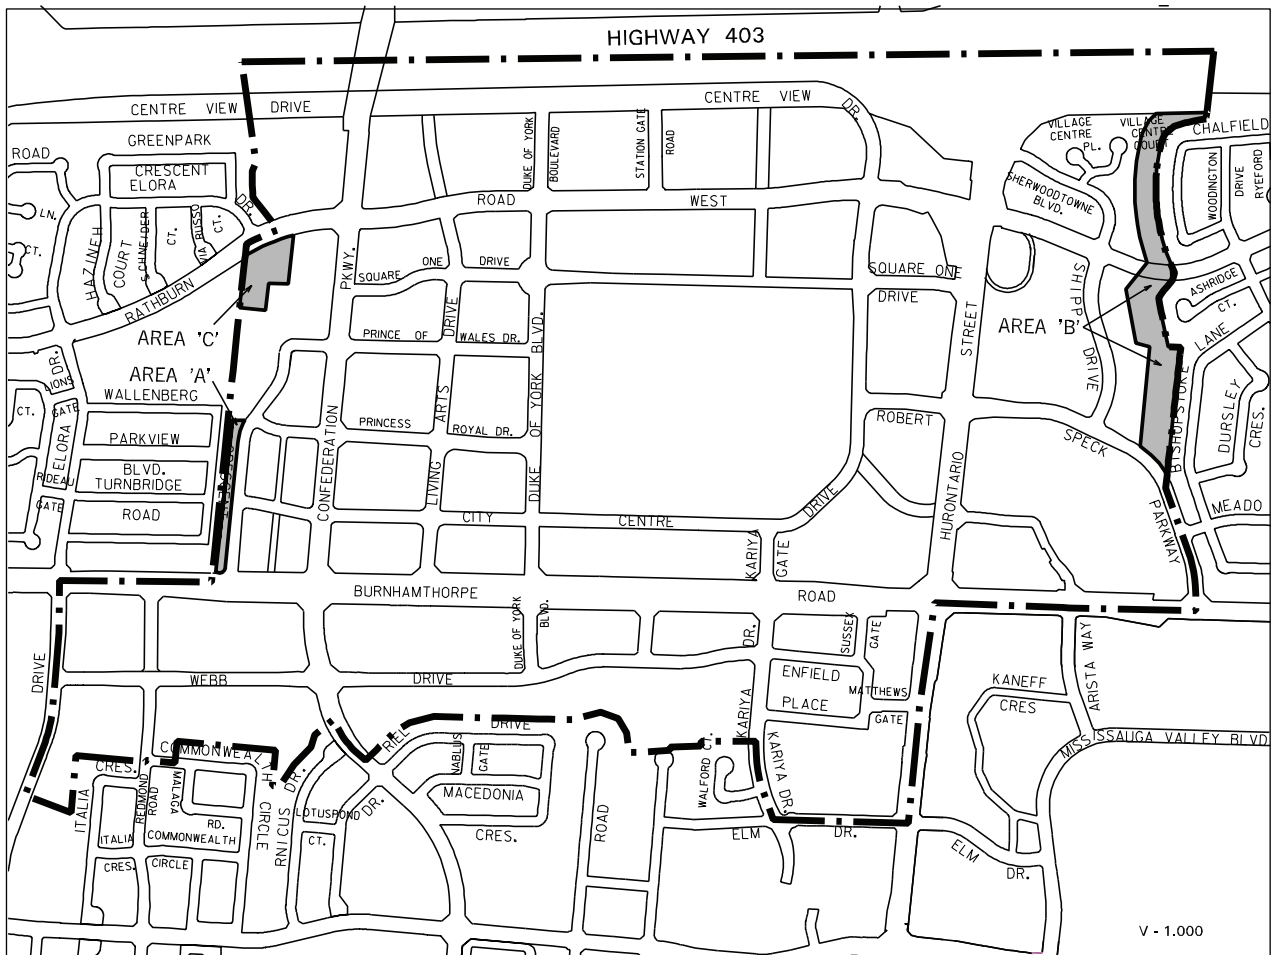 HIGHWAY 403
CENTRE VIEW DRIVE
CENTRE VIEW
DR.
GREENPARK
ROAD
CRESCENT
ELORA
DR.
LN.
CT.
HAZINEH
COURT
SCHNEIDER
CT.
VIA RUSSO
CT.
RATHBURN
ROAD
WEST
DUKE OF YORK
BOULEVARD
STATION GATE
ROAD
VILLAGE
CENTRE
PL.
VILLAGE
CENTRE
COURT
CHALFIELD
WOODINGTON
DRIVE
RYEFORD
SHERWOODTOWNE
BLVD.
PKWY.
SQUARE ONE DRIVE
SQUARE ONE
DRIVE
SHIPP
DRIVE
ASHRIDGE
CT.
LANE
AREA 'C'
AREA 'B'
AREA 'A'
PRINCE OF
WALES DR.
DRIVE
STREET
DR.
LIONS
GATE
CT.
WALLENBERG
PARKVIEW
BLVD.
TURNBRIDGE
ROAD
ELORA
RIDEAU
GATE
CRESCENT
CONFEDERATION
PRINCESS
ROYAL DR.
ARTS
LIVING
DUKE OF YORK BLVD.
CITY CENTRE
DRIVE
ROBERT
SPECK
PARKWAY
HURONTARIO
BISHOPSTOKE
DURSLEY
CRES.
MEADO
KARIYA
GATE
BURNHAMTHORPE
ROAD
DUKE OF YORK
BLVD.
DR.
SUSSEX
GATE
ENFIELD
PLACE
MATTHEWS
GATE
ARISTA WAY
KANEFF
CRES
MISSISSAUGA VALLEY BLVD
DRIVE
WEBB
DRIVE
KARIYA
KARIYA DR.
RIEL
DRIVE
NABLUS
GATE
MACEDONIA
CRES.
COMMONWEALTH
CIRCLE
CRES.
ITALIA
REDMOND
ROAD
MALAGA
RD.
ITALIA
CRES.
COMMONWEALTH
CIRCLE
DR.
PRINCUS
LOTUSPOND
CT.
DR.
ROAD
WALFORD CT.
ELM
DR.
ELM
DR.
V - 1.000